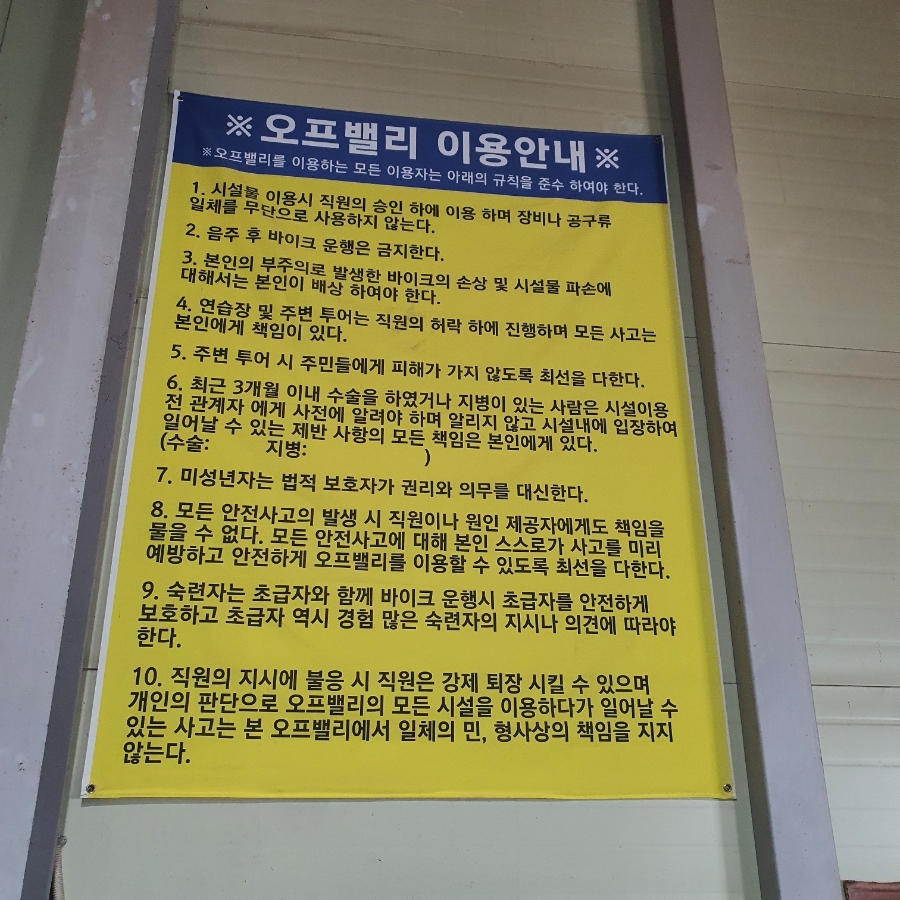 ※오프밸리 이용안내※
※오프밸리를 이용하는 모든 이용자는 아래의 규칙을 준수 하여야 한다.
1. 시설물 이용시 직원의 승인 하에 이용 하며 장비나 공구류
일체를 무단으로 사용하지 않는다.
2. 음주 후 바이크 운행은 금지한다.
3. 본인의 부주의로 발생한 바이크의 손상 및 시설물 파손에
대해서는 본인이 배상 하여야 한다.
4. 연습장 및 주변 투어는 직원의 허락 하에 진행하며 모든 사고는
본인에게 책임이 있다.
5. 주변 투어 시 주민들에게 피해가 가지 않도록 최선을 다한다.
6. 최근 3개월 이내 수술을 하였거나 지병이 있는 사람은 시설이용
전 관계자 에게 사전에 알려야 하며 알리지 않고 시설내에 입장하여
일어날 수 있는 제반 사항의 모든 책임은 본인에게 있다.
(수술: 지병: )
7. 미성년자는 법적 보호자가 권리와 의무를 대신한다.
8. 모든 안전사고의 발생 시 직원이나 원인 제공자에게도 책임을
물을 수 없다. 모든 안전사고에 대해 본인 스스로가 사고를 미리
예방하고 안전하게 오프밸리를 이용할 수 있도록 최선을 다한다.
9. 숙련자는 초급자와 함께 바이크 운행시 초급자를 안전하게
보호하고 초급자 역시 경험 많은 숙련자의 지시나 의견에 따라야
한다.
10. 직원의 지시에 불응 시 직원은 강제 퇴장 시킬 수 있으며
개인의 판단으로 오프밸리의 모든 시설을 이용하다가 일어날 수
있는 사고는 본 오프밸리에서 일체의 민, 형사상의 책임을 지지
않는다.